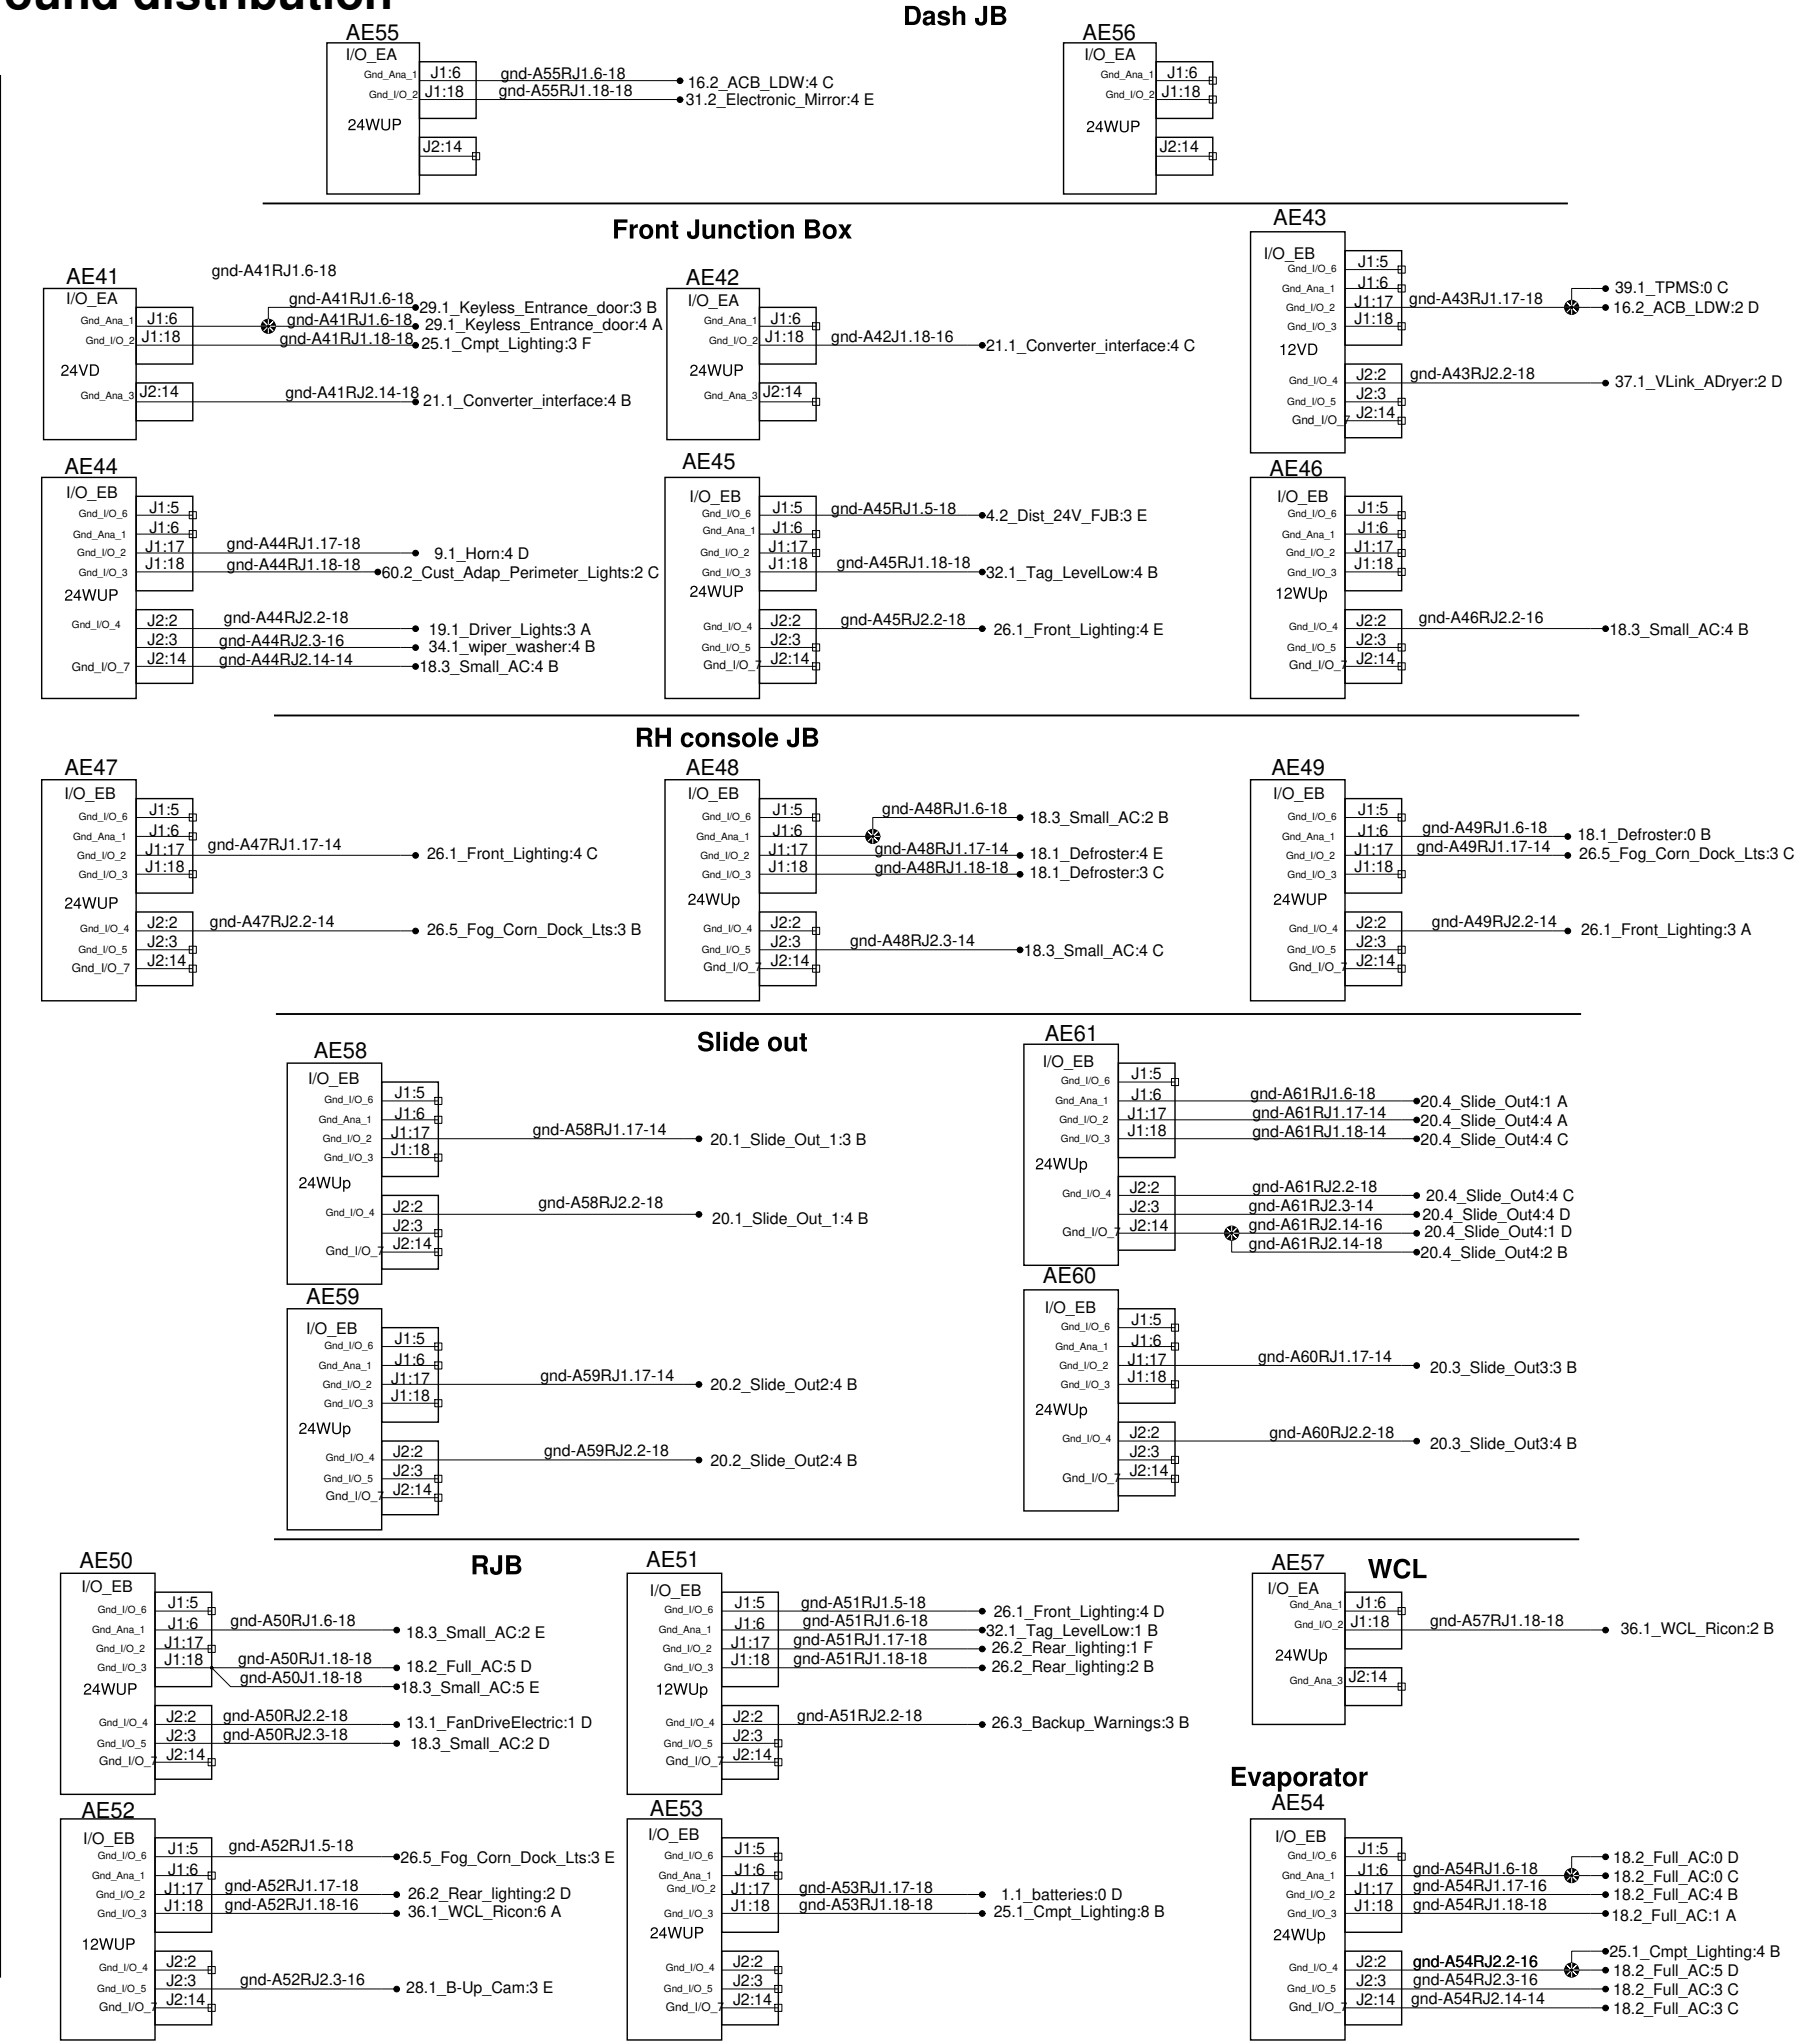 ound distribution
Dash JB
AE55
I/O_EA
Gnd_Ana_1 J1:6 gnd-A55RJ1.6-18 16.2_ACB_LDW:4 C
Gnd_I/O_2 J1:18 gnd-A55RJ1.18-18 31.2_Electronic_Mirror:4 E
24WUP
J2:14
AE56
I/O_EA
Gnd_Ana_1 J1:6
Gnd_I/O_2 J1:18
24WUP
J2:14
Front Junction Box
AE41
gnd-A41RJ1.6-18
I/O_EA
gnd-A41RJ1.6-18 29.1_Keyless_Entrance_door:3 B
Gnd_Ana_1 J1:6 gnd-A41RJ1.6-18 29.1_Keyless_Entrance_door:4 A
Gnd_I/O_2 J1:18 gnd-A41RJ1.18-18 25.1_Cmpt_Lighting:3 F
24VD
Gnd_Ana_3 J2:14 gnd-A41RJ2.14-18 21.1_Converter_interface:4 B
AE42
I/O_EA
Gnd_Ana_1 J1:6
Gnd_I/O_2 J1:18 gnd-A42J1.18-16 21.1_Converter_interface:4 C
24WUP
Gnd_Ana_3 J2:14
AE43
I/O_EB
Gnd_I/O_6 J1:5
Gnd_Ana_1 J1:6 39.1_TPMS:0 C
Gnd_I/O_2 J1:17 gnd-A43RJ1.17-18 16.2_ACB_LDW:2 D
Gnd_I/O_3 J1:18
12VD
Gnd_I/O_4 J2:2 gnd-A43RJ2.2-18 37.1_VLink_ADryer:2 D
Gnd_I/O_5 J2:3
Gnd_I/O_7 J2:14
AE44
I/O_EB
Gnd_I/O_6 J1:5
Gnd_Ana_1 J1:6
Gnd_I/O_2 J1:17 gnd-A44RJ1.17-18 9.1_Horn:4 D
Gnd_I/O_3 J1:18 gnd-A44RJ1.18-18 60.2_Cust_Adap_Perimeter_Lights:2 C
24WUP
Gnd_I/O_4 J2:2 gnd-A44RJ2.2-18 19.1_Driver_Lights:3 A
J2:3 gnd-A44RJ2.3-16 34.1_wiper_washer:4 B
Gnd_I/O_7 J2:14 gnd-A44RJ2.14-14 18.3_Small_AC:4 B
AE45
I/O_EB
Gnd_I/O_6 J1:5 gnd-A45RJ1.5-18 4.2_Dist_24V_FJB:3 E
Gnd_Ana_1 J1:6
Gnd_I/O_2 J1:17
Gnd_I/O_3 J1:18 gnd-A45RJ1.18-18 32.1_Tag_LevelLow:4 B
24WUP
Gnd_I/O_4 J2:2 gnd-A45RJ2.2-18 26.1_Front_Lighting:4 E
Gnd_I/O_5 J2:3
Gnd_I/O_7 J2:14
AE46
I/O_EB
Gnd_I/O_6 J1:5
Gnd_Ana_1 J1:6
Gnd_I/O_2 J1:17
Gnd_I/O_3 J1:18
12WUp
Gnd_I/O_4 J2:2 gnd-A46RJ2.2-16 18.3_Small_AC:4 B
Gnd_I/O_5 J2:3
Gnd_I/O_7 J2:14
RH console JB
AE47
I/O_EB
Gnd_I/O_6 J1:5
Gnd_Ana_1 J1:6
Gnd_I/O_2 J1:17 gnd-A47RJ1.17-14 26.1_Front_Lighting:4 C
Gnd_I/O_3 J1:18
24WUP
Gnd_I/O_4 J2:2 gnd-A47RJ2.2-14 26.5_Fog_Corn_Dock_Lts:3 B
Gnd_I/O_5 J2:3
Gnd_I/O_7 J2:14
AE48
I/O_EB
Gnd_I/O_6 J1:5 gnd-A48RJ1.6-18 18.3_Small_AC:2 B
Gnd_Ana_1 J1:6
Gnd_I/O_2 J1:17 gnd-A48RJ1.17-14 18.1_Defroster:4 E
Gnd_I/O_3 J1:18 gnd-A48RJ1.18-18 18.1_Defroster:3 C
24WUp
Gnd_I/O_4 J2:2
Gnd_I/O_5 J2:3 gnd-A48RJ2.3-14 18.3_Small_AC:4 C
Gnd_I/O_7 J2:14
AE49
I/O_EB
Gnd_I/O_6 J1:5
Gnd_Ana_1 J1:6 gnd-A49RJ1.6-18 18.1_Defroster:0 B
Gnd_I/O_2 J1:17 gnd-A49RJ1.17-14 26.5_Fog_Corn_Dock_Lts:3 C
Gnd_I/O_3 J1:18
24WUP
Gnd_I/O_4 J2:2 gnd-A49RJ2.2-14 26.1_Front_Lighting:3 A
Gnd_I/O_5 J2:3
Gnd_I/O_7 J2:14
Slide out
AE58
I/O_EB
Gnd_I/O_6 J1:5
Gnd_Ana_1 J1:6
Gnd_I/O_2 J1:17 gnd-A58RJ1.17-14 20.1_Slide_Out_1:3 B
Gnd_I/O_3 J1:18
24WUp
Gnd_I/O_4 J2:2 gnd-A58RJ2.2-18 20.1_Slide_Out_1:4 B
J2:3
Gnd_I/O_7 J2:14
AE61
I/O_EB
Gnd_I/O_6 J1:5
Gnd_Ana_1 J1:6 gnd-A61RJ1.6-18 20.4_Slide_Out4:1 A
Gnd_I/O_2 J1:17 gnd-A61RJ1.17-14 20.4_Slide_Out4:4 A
Gnd_I/O_3 J1:18 gnd-A61RJ1.18-14 20.4_Slide_Out4:4 C
24WUp
Gnd_I/O_4 J2:2 gnd-A61RJ2.2-18 20.4_Slide_Out4:4 C
J2:3 gnd-A61RJ2.3-14 20.4_Slide_Out4:4 D
Gnd_I/O_7 J2:14 gnd-A61RJ2.14-16 20.4_Slide_Out4:1 D
gnd-A61RJ2.14-18 20.4_Slide_Out4:2 B
AE59
I/O_EB
Gnd_I/O_6 J1:5
Gnd_Ana_1 J1:6
Gnd_I/O_2 J1:17 gnd-A59RJ1.17-14 20.2_Slide_Out2:4 B
Gnd_I/O_3 J1:18
24WUp
Gnd_I/O_4 J2:2 gnd-A59RJ2.2-18 20.2_Slide_Out2:4 B
Gnd_I/O_5 J2:3
Gnd_I/O_7 J2:14
AE60
I/O_EB
Gnd_I/O_6 J1:5
Gnd_Ana_1 J1:6
Gnd_I/O_2 J1:17 gnd-A60RJ1.17-14 20.3_Slide_Out3:3 B
Gnd_I/O_3 J1:18
24WUp
Gnd_I/O_4 J2:2 gnd-A60RJ2.2-18 20.3_Slide_Out3:4 B
J2:3
Gnd_I/O_7 J2:14
RJB
AE50
I/O_EB
Gnd_I/O_6 J1:5
Gnd_Ana_1 J1:6 gnd-A50RJ1.6-18 18.3_Small_AC:2 E
Gnd_I/O_2 J1:17
Gnd_I/O_3 J1:18 gnd-A50RJ1.18-18 18.2_Full_AC:5 D
gnd-A50J1.18-18 18.3_Small_AC:5 E
24WUP
Gnd_I/O_4 J2:2 gnd-A50RJ2.2-18 13.1_FanDriveElectric:1 D
Gnd_I/O_5 J2:3 gnd-A50RJ2.3-18 18.3_Small_AC:2 D
Gnd_I/O_7 J2:14
AE51
I/O_EB
Gnd_I/O_6 J1:5 gnd-A51RJ1.5-18 26.1_Front_Lighting:4 D
Gnd_Ana_1 J1:6 gnd-A51RJ1.6-18 32.1_Tag_LevelLow:1 B
Gnd_I/O_2 J1:17 gnd-A51RJ1.17-18 26.2_Rear_lighting:1 F
Gnd_I/O_3 J1:18 gnd-A51RJ1.18-18 26.2_Rear_lighting:2 B
12WUp
Gnd_I/O_4 J2:2 gnd-A51RJ2.2-18 26.3_Backup_Warnings:3 B
Gnd_I/O_5 J2:3
Gnd_I/O_7 J2:14
WCL
AE57
I/O_EA
Gnd_Ana_1 J1:6
Gnd_I/O_2 J1:18 gnd-A57RJ1.18-18 36.1_WCL_Ricon:2 B
24WUp
Gnd_Ana_3 J2:14
AE52
I/O_EB
Gnd_I/O_6 J1:5 gnd-A52RJ1.5-18 26.5_Fog_Corn_Dock_Lts:3 E
Gnd_Ana_1 J1:6
Gnd_I/O_2 J1:17 gnd-A52RJ1.17-18 26.2_Rear_lighting:2 D
Gnd_I/O_3 J1:18 gnd-A52RJ1.18-16 36.1_WCL_Ricon:6 A
12WUP
Gnd_I/O_4 J2:2
Gnd_I/O_5 J2:3 gnd-A52RJ2.3-16 28.1_B-Up_Cam:3 E
Gnd_I/O_7 J2:14
AE53
I/O_EB
Gnd_I/O_6 J1:5
Gnd_Ana_1 J1:6
Gnd_I/O_2 J1:17 gnd-A53RJ1.17-18 1.1_batteries:0 D
Gnd_I/O_3 J1:18 gnd-A53RJ1.18-18 25.1_Cmpt_Lighting:8 B
24WUP
Gnd_I/O_4 J2:2
Gnd_I/O_5 J2:3
Gnd_I/O_7 J2:14
Evaporator
AE54
I/O_EB
Gnd_I/O_6 J1:5 18.2_Full_AC:0 D
Gnd_Ana_1 J1:6 gnd-A54RJ1.6-18 18.2_Full_AC:0 C
Gnd_I/O_2 J1:17 gnd-A54RJ1.17-16 18.2_Full_AC:4 B
Gnd_I/O_3 J1:18 gnd-A54RJ1.18-18 18.2_Full_AC:1 A
24WUp
25.1_Cmpt_Lighting:4 B
Gnd_I/O_4 J2:2 gnd-A54RJ2.2-16 18.2_Full_AC:5 D
Gnd_I/O_5 J2:3 gnd-A54RJ2.3-16 18.2_Full_AC:3 C
Gnd_I/O_7 J2:14 gnd-A54RJ2.14-14 18.2_Full_AC:3 C